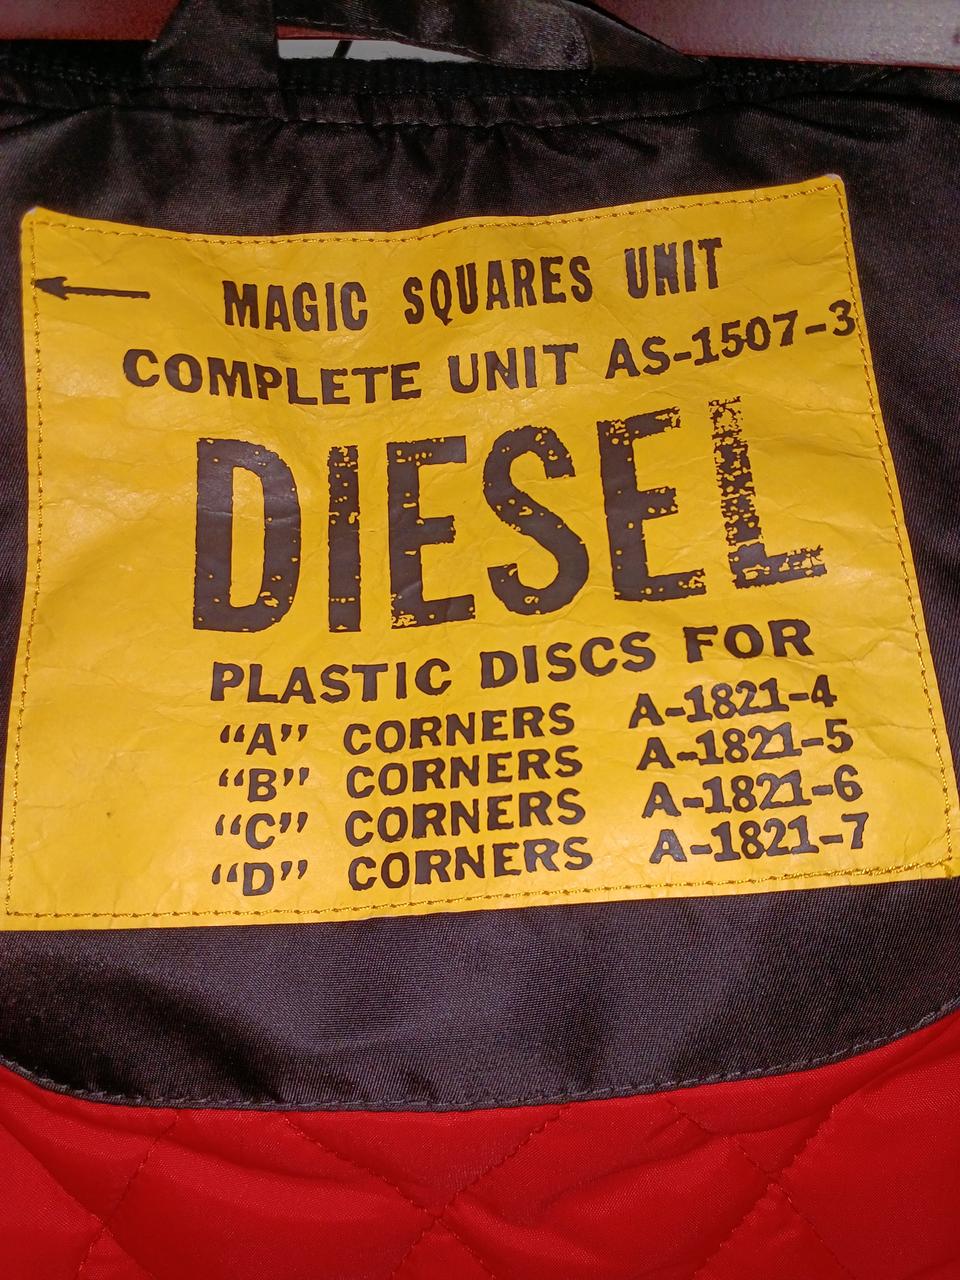 MAGIC SQUARES UNIT
COMPLETE UNIT AS-1507-3
DIESEL
PLASTIC DISCS FOR
“A” CORNERS A-1821-4
“B” CORNERS A-1821-5
“C” CORNERS A-1821-6
“D” CORNERS A-1821-7